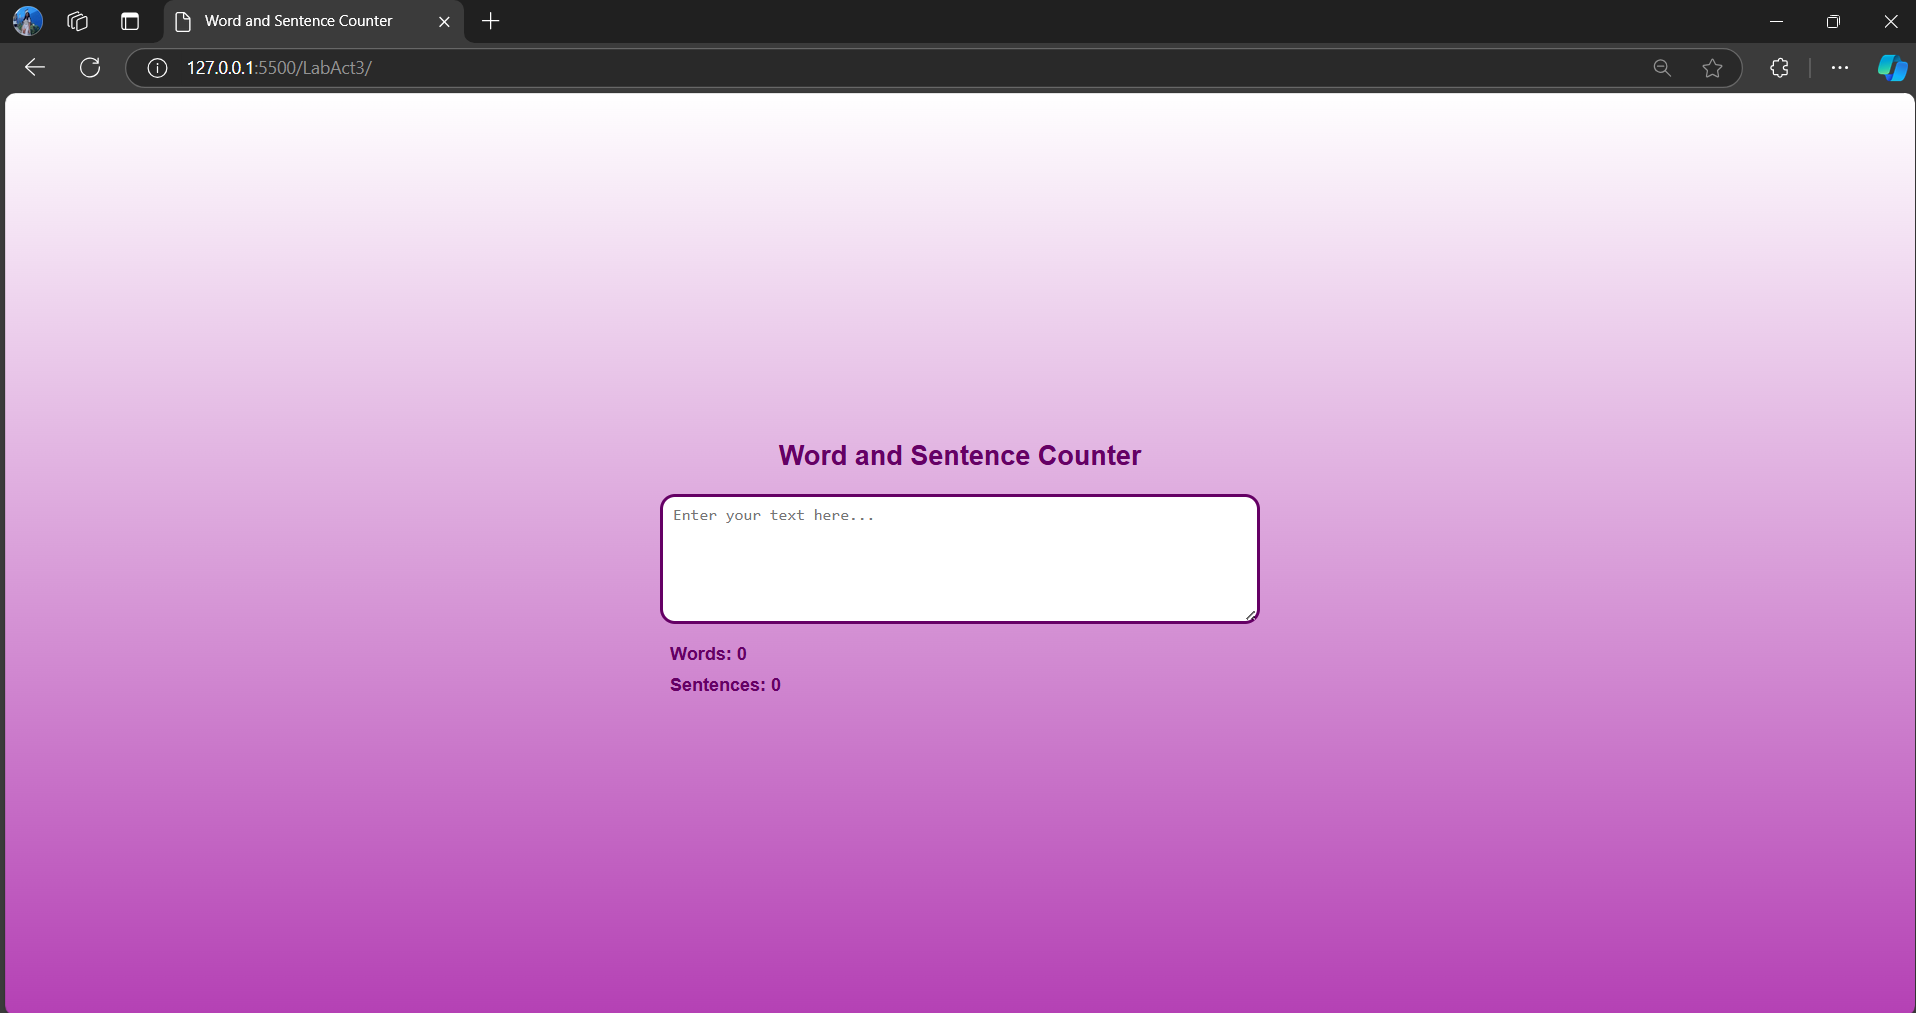 Word and Sentence Counter
127.0.0.1:5500/LabAct3/
Word and Sentence Counter
Enter your text here...
Words: 0
Sentences: 0